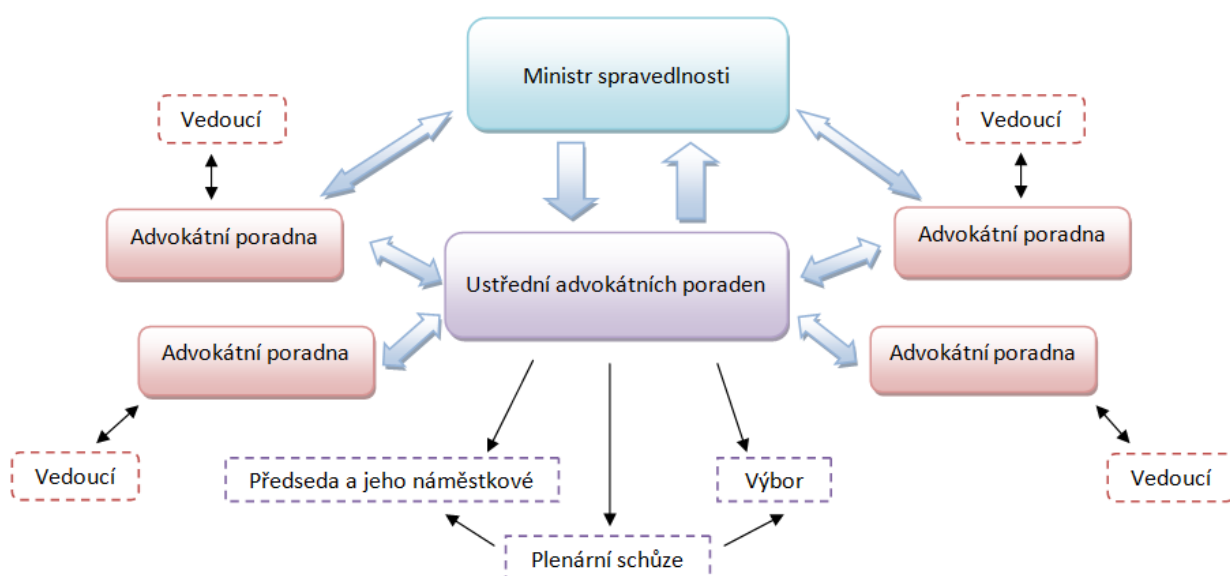 Ministr spravedlnosti
Vedoucí
Vedoucí
Advokátní poradna
Advokátní poradna
Ustřední advokátních poraden
Advokátní poradna
Advokátní poradna
Vedoucí
Předseda a jeho náměstkové
Výbor
Vedoucí
Plenární schůze